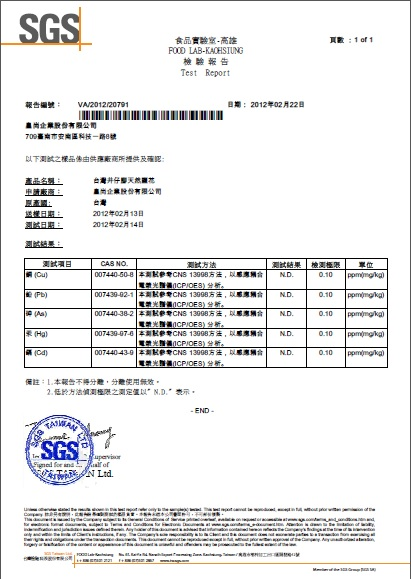 SGS
食品實驗室-高雄
FOOD LAB-KAOHSIUNG
檢 驗 報 告
Test Report
頁數 : 1 of 1
報告編號： VA/2012/20791
日期： 2012年02月22日
皇尚企業股份有限公司
709臺南市安南區科技一路8號
以下測試之樣品係由供應廠商所提供及確認:
產品名稱： 台灣井仔腳天然鹽花
申請廠商： 皇尚企業股份有限公司
原產國： 台灣
送樣日期： 2012年02月13日
測試日期： 2012年02月14日
測試結果：
測試項目 CAS NO. 測試方法 測試結果 檢測極限 單位
銅 (Cu) 007440-50-8 本測試參考CNS 13998方法，以感應耦合電漿光譜儀(ICP/OES) 分析。 N.D. 0.10 ppm(mg/kg)
鉛 (Pb) 007439-92-1 本測試參考CNS 13998方法，以感應耦合電漿光譜儀(ICP/OES) 分析。 N.D. 0.10 ppm(mg/kg)
砷 (As) 007440-38-2 本測試參考CNS 13998方法，以感應耦合電漿光譜儀(ICP/OES) 分析。 N.D. 0.10 ppm(mg/kg)
汞 (Hg) 007439-97-6 本測試參考CNS 13998方法，以感應耦合電漿光譜儀(ICP/OES) 分析。 N.D. 0.10 ppm(mg/kg)
鎘 (Cd) 007440-43-9 本測試參考CNS 13998方法，以感應耦合電漿光譜儀(ICP/OES) 分析。 N.D. 0.10 ppm(mg/kg)
備註：1.本報告不得分離，分離使用無效。
2.低於方法偵測極限之測定值以"N.D."表示。
- END -
SGS TAIWAN LTD
SGS
Supervisor
Signed for and behalf of
Ltd.
Unless otherwise stated the results shown in this test report refer only to the sample(s) tested. This test report cannot be reproduced, except in full, without prior written permission of the
Company.
SGS Taiwan Ltd.
Member of the SGS Group (SGS SA)